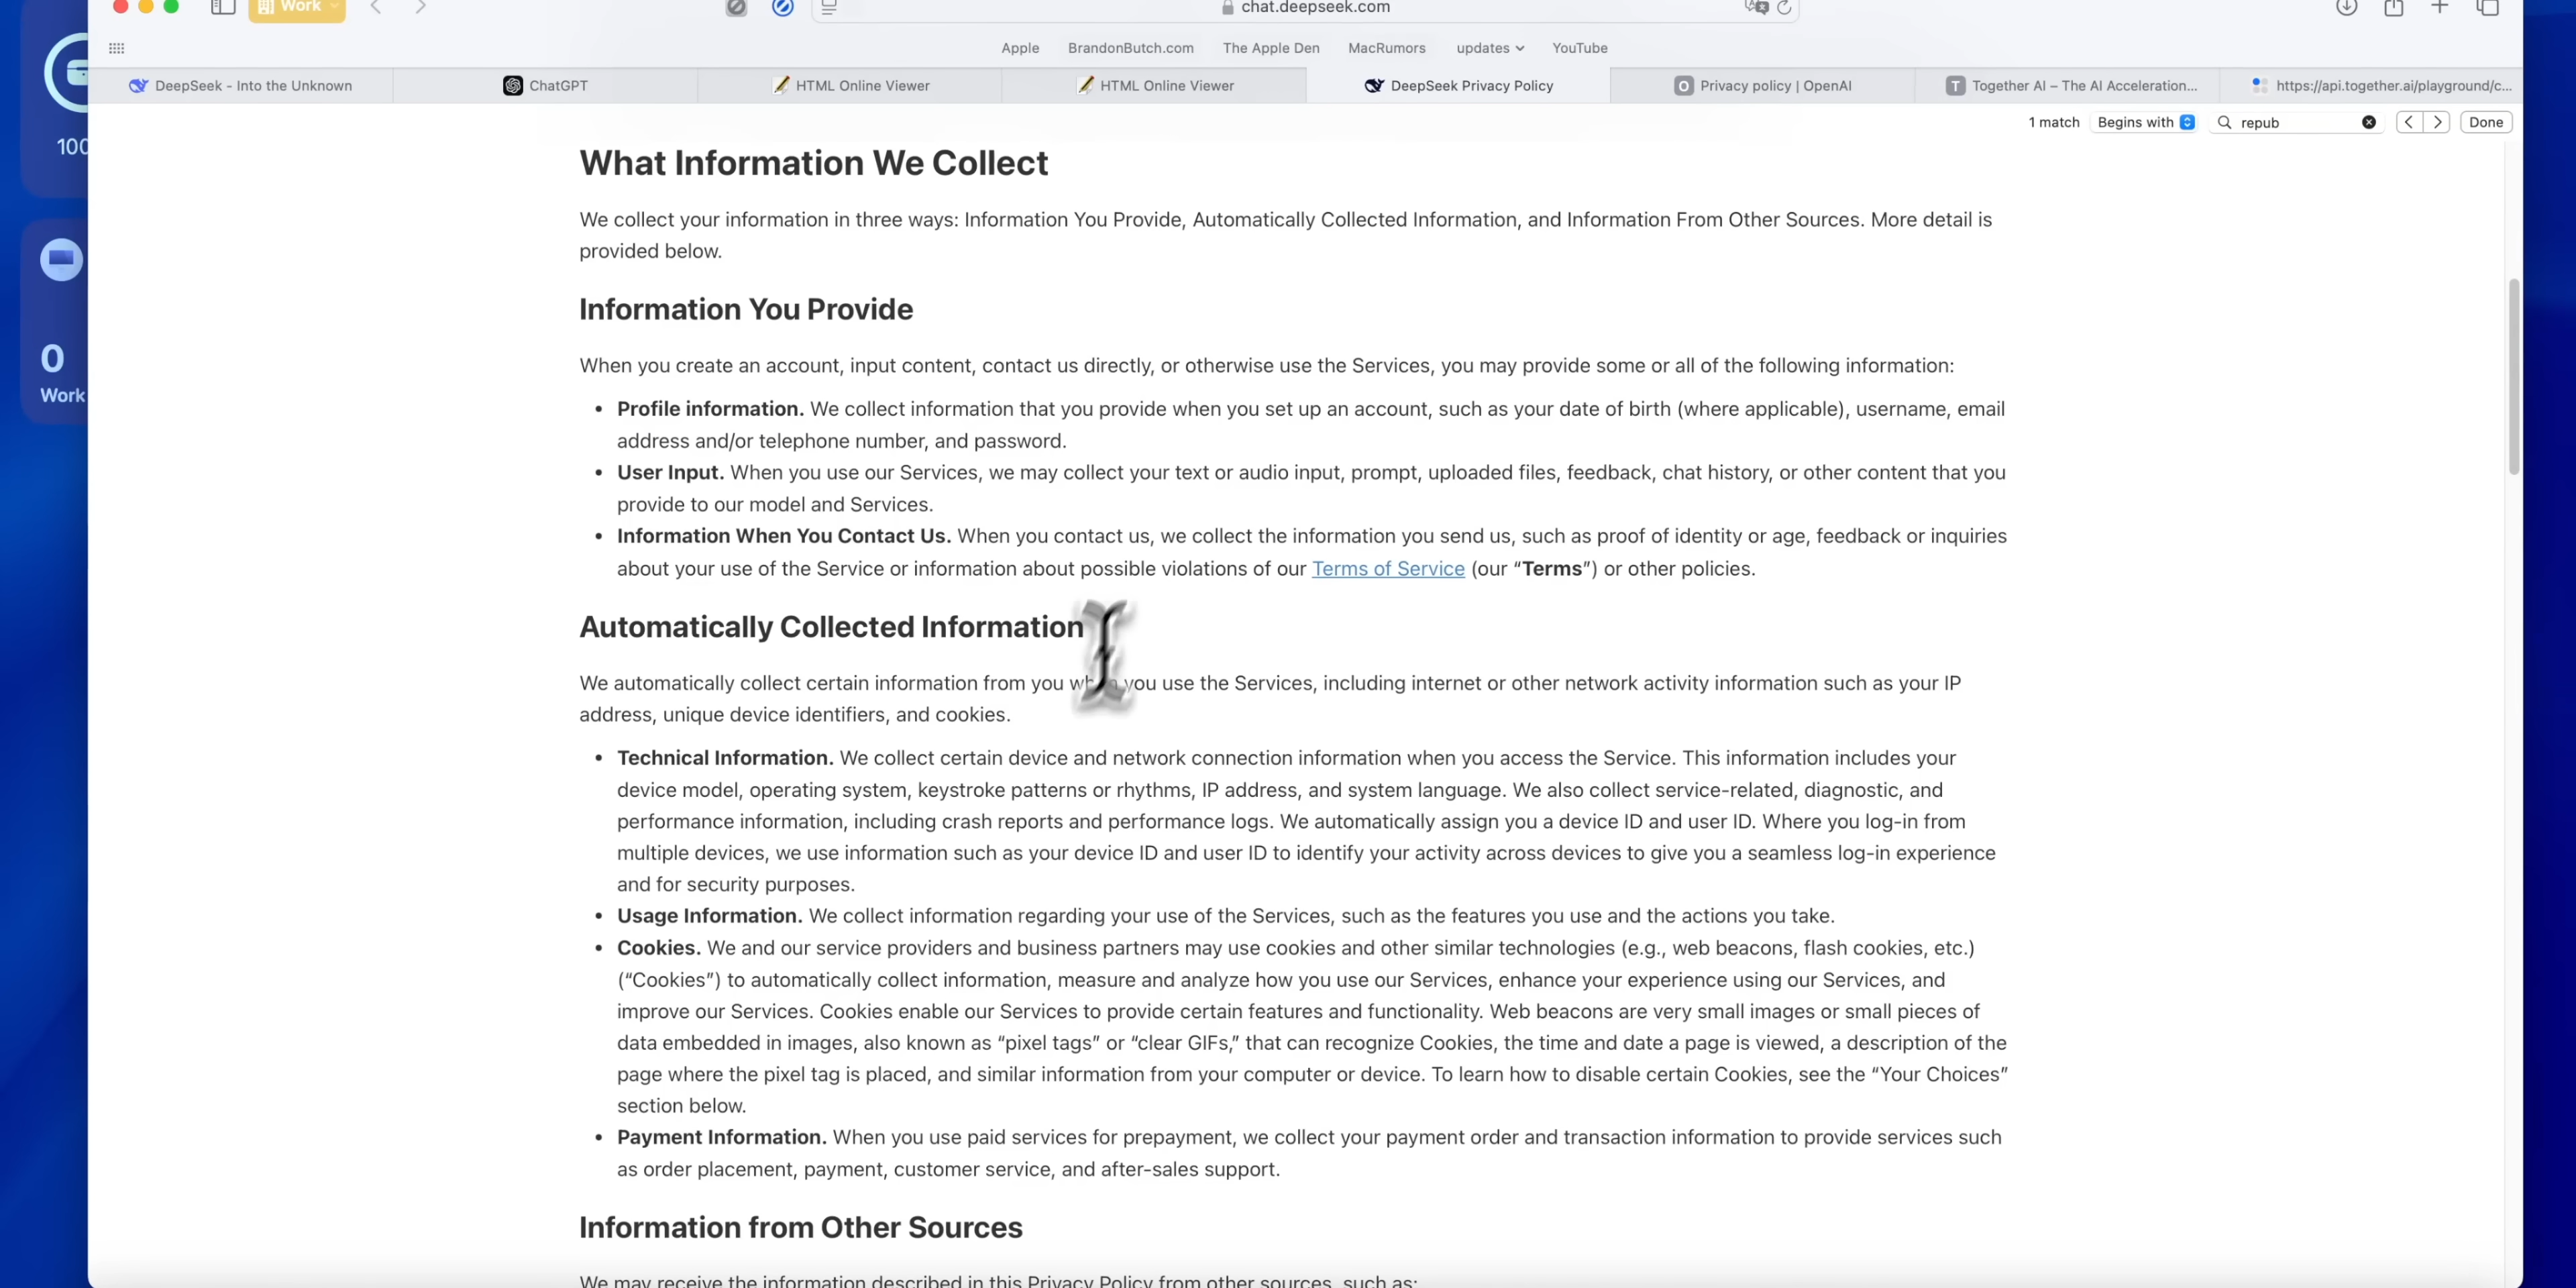 Work
chat.deepseek.com
Apple BrandonButch.com The Apple Den MacRumors updates YouTube
DeepSeek - Into the Unknown ChatGPT HTML Online Viewer HTML Online Viewer DeepSeek Privacy Policy Privacy policy | OpenAI Together AI – The AI Acceleration... https://api.together.ai/playground/c...
1 match Begins with repub Done
100
0
Work
What Information We Collect
We collect your information in three ways: Information You Provide, Automatically Collected Information, and Information From Other Sources. More detail is
provided below.
Information You Provide
When you create an account, input content, contact us directly, or otherwise use the Services, you may provide some or all of the following information:
• Profile information. We collect information that you provide when you set up an account, such as your date of birth (where applicable), username, email
address and/or telephone number, and password.
• User Input. When you use our Services, we may collect your text or audio input, prompt, uploaded files, feedback, chat history, or other content that you
provide to our model and Services.
• Information When You Contact Us. When you contact us, we collect the information you send us, such as proof of identity or age, feedback or inquiries
about your use of the Service or information about possible violations of our Terms of Service (our “Terms”) or other policies.
Automatically Collected Information
We automatically collect certain information from you when you use the Services, including internet or other network activity information such as your IP
address, unique device identifiers, and cookies.
• Technical Information. We collect certain device and network connection information when you access the Service. This information includes your
device model, operating system, keystroke patterns or rhythms, IP address, and system language. We also collect service-related, diagnostic, and
performance information, including crash reports and performance logs. We automatically assign you a device ID and user ID. Where you log-in from
multiple devices, we use information such as your device ID and user ID to identify your activity across devices to give you a seamless log-in experience
and for security purposes.
• Usage Information. We collect information regarding your use of the Services, such as the features you use and the actions you take.
• Cookies. We and our service providers and business partners may use cookies and other similar technologies (e.g., web beacons, flash cookies, etc.)
(“Cookies”) to automatically collect information, measure and analyze how you use our Services, enhance your experience using our Services, and
improve our Services. Cookies enable our Services to provide certain features and functionality. Web beacons are very small images or small pieces of
data embedded in images, also known as “pixel tags” or “clear GIFs,” that can recognize Cookies, the time and date a page is viewed, a description of the
page where the pixel tag is placed, and similar information from your computer or device. To learn how to disable certain Cookies, see the “Your Choices”
section below.
• Payment Information. When you use paid services for prepayment, we collect your payment order and transaction information to provide services such
as order placement, payment, customer service, and after-sales support.
Information from Other Sources
We may receive the information described in this Privacy Policy from other sources, such as: